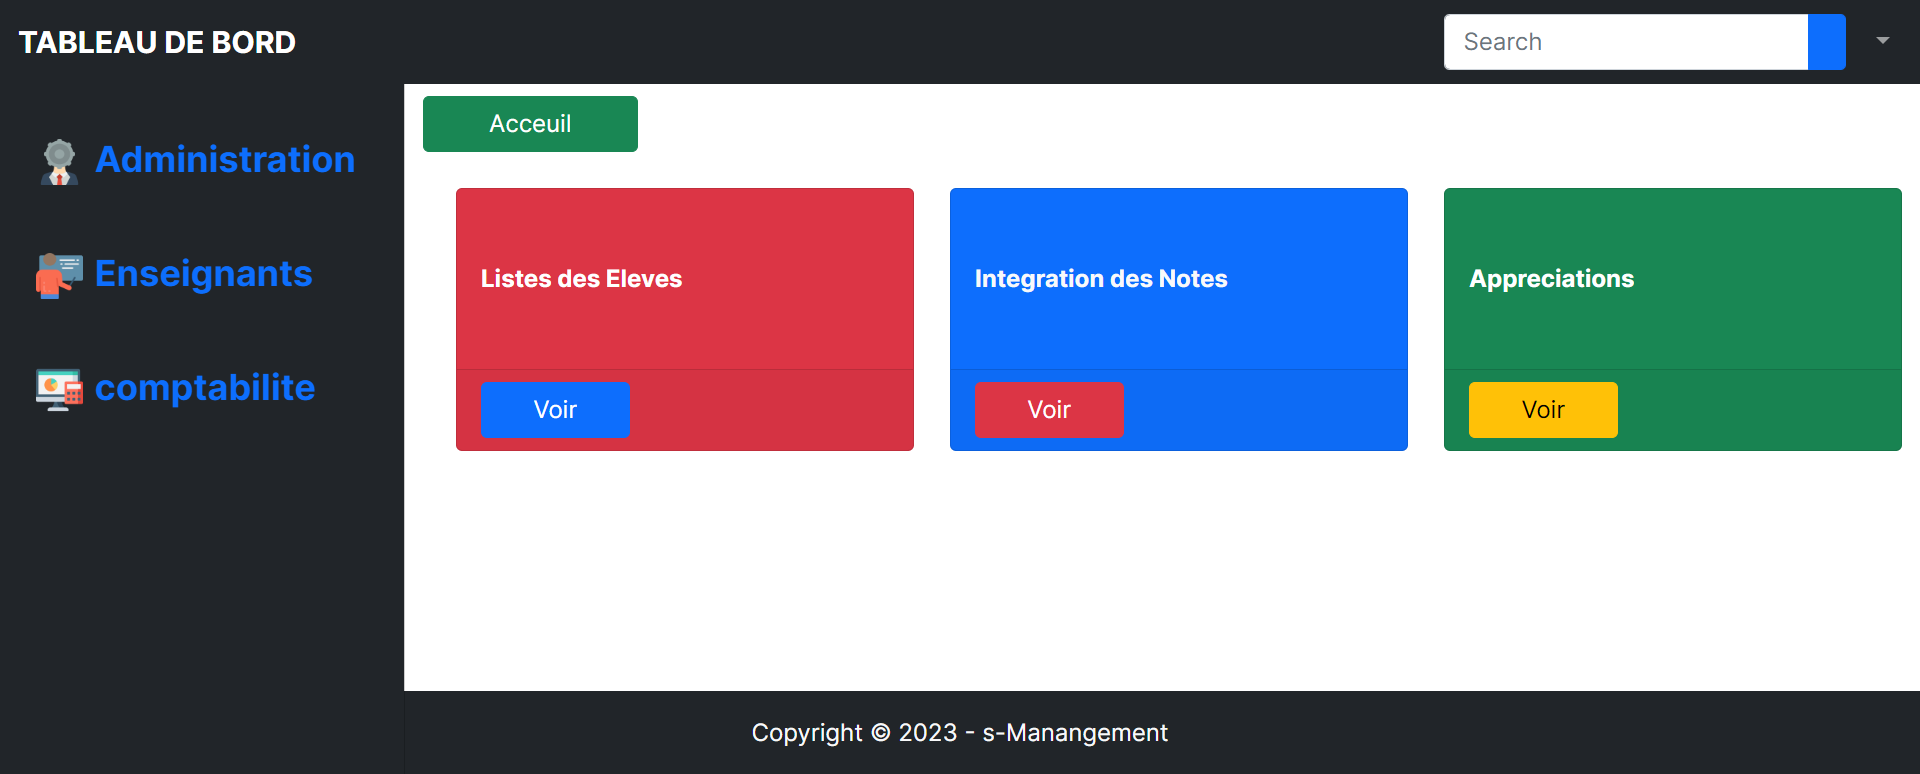 TABLEAU DE BORD
Search
Administration
Enseignants
comptabilite
Acceuil
Listes des Eleves
Voir
Integration des Notes
Voir
Appreciations
Voir
Copyright © 2023 - s-Manangement